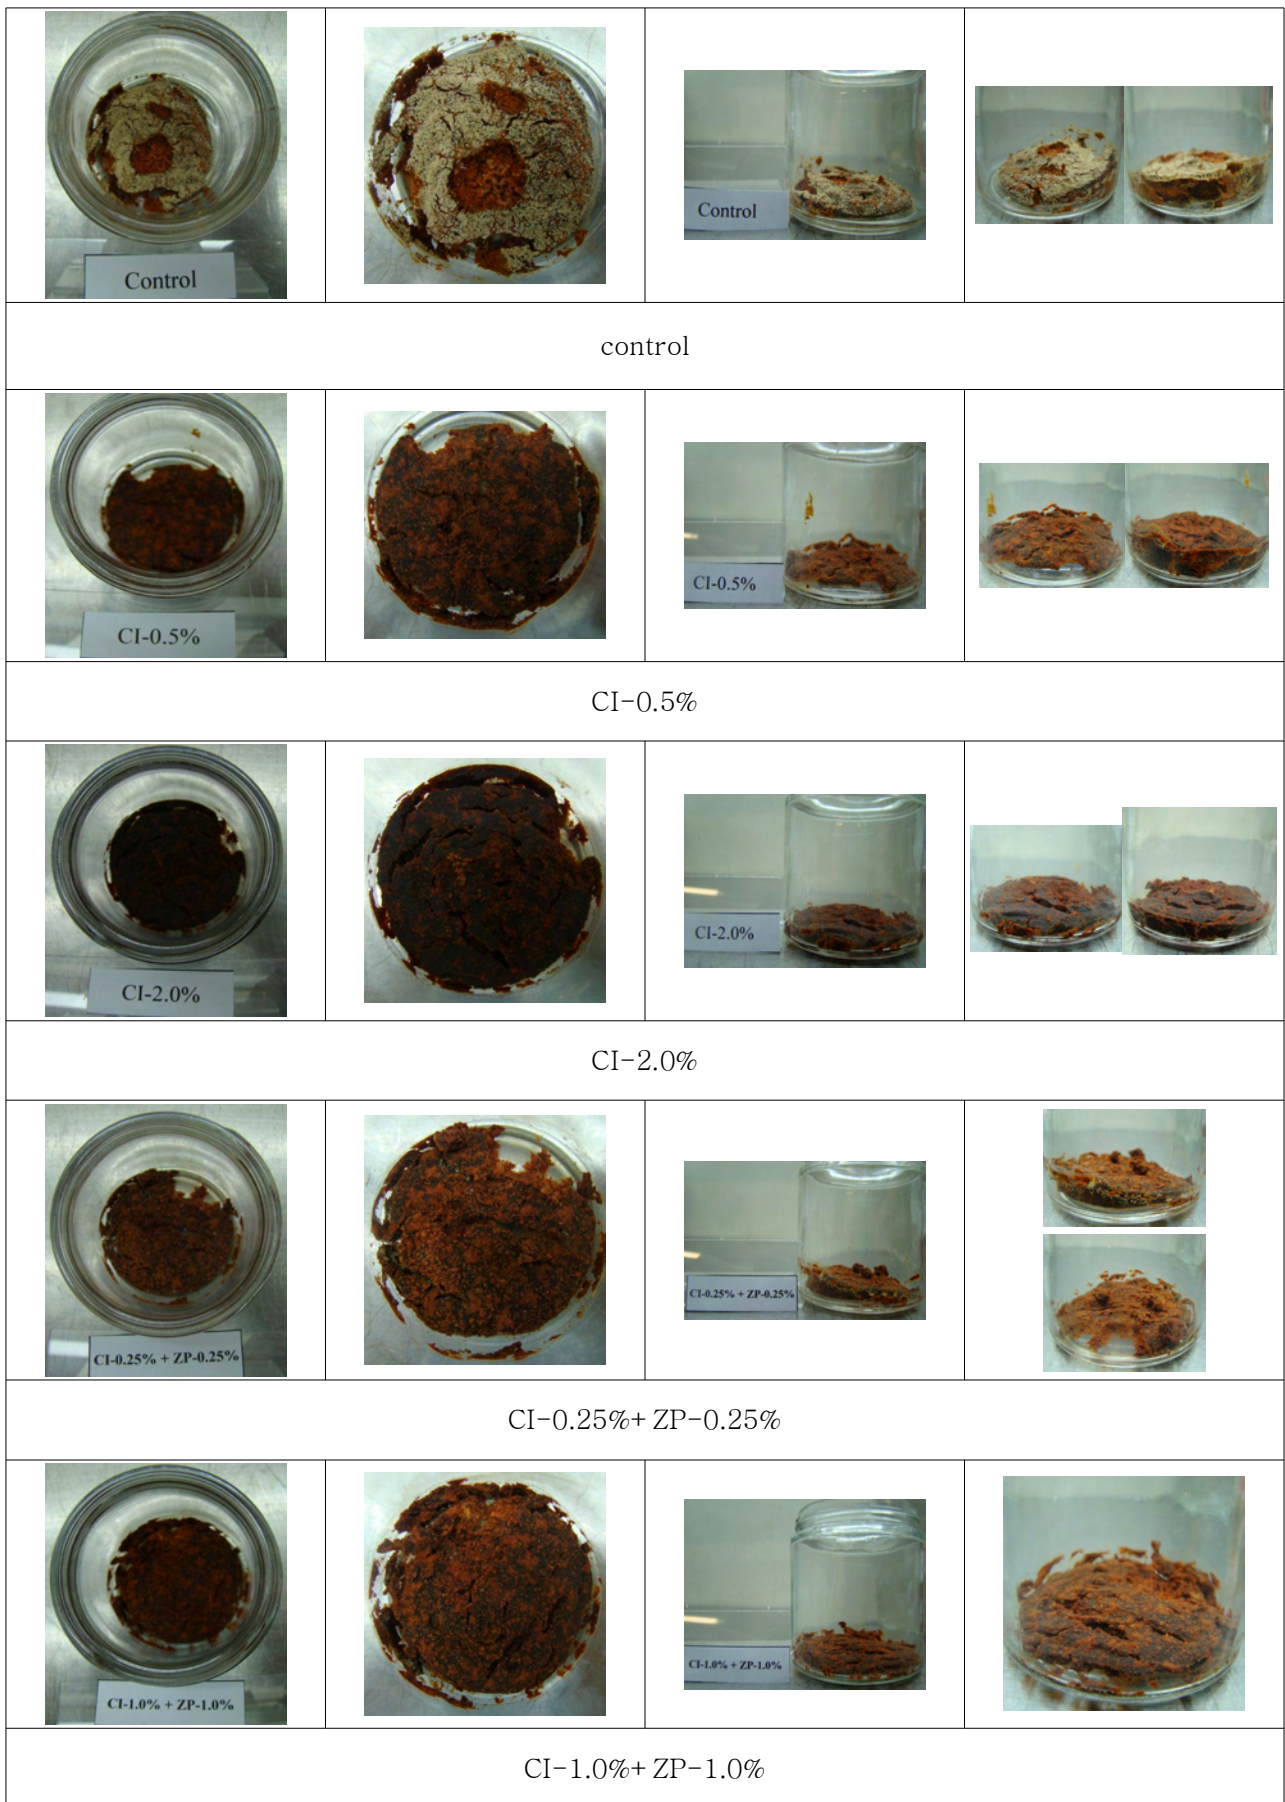 Control
Control
control
CI-0.5%
CI-0.5%
CI-0.5%
CI-2.0%
CI-2.0%
CI-2.0%
CI-0.25% + ZP-0.25%
CI-0.25% + ZP-0.25%
CI-0.25%+ ZP-0.25%
CI-1.0% + ZP-1.0%
CI-1.0% + ZP-1.0%
CI-1.0%+ ZP-1.0%